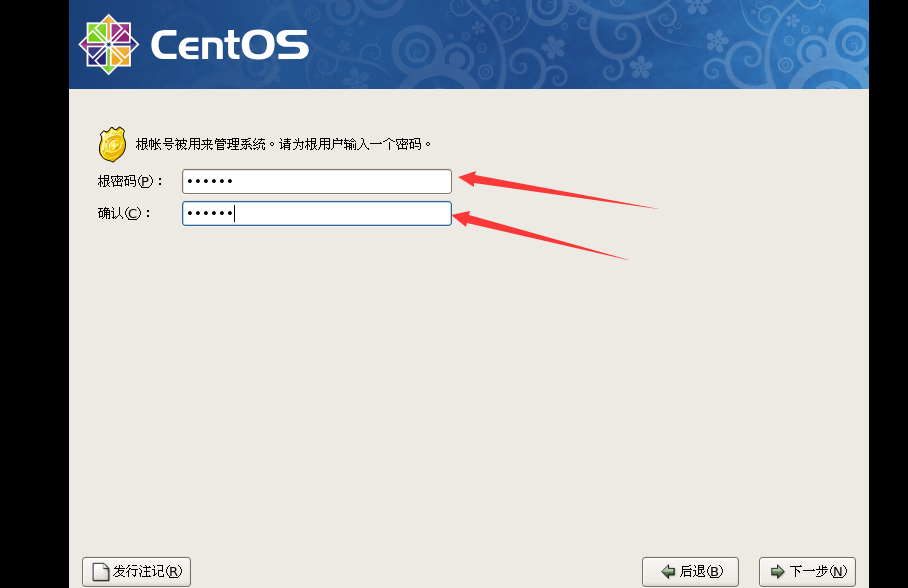 CentOS
根帐号被用来管理系统。请为根用户输入一个密码。
根密码(P)：
••••••
确认(C)：
••••••
发行注记(R)
后退(B)
下一步(N)